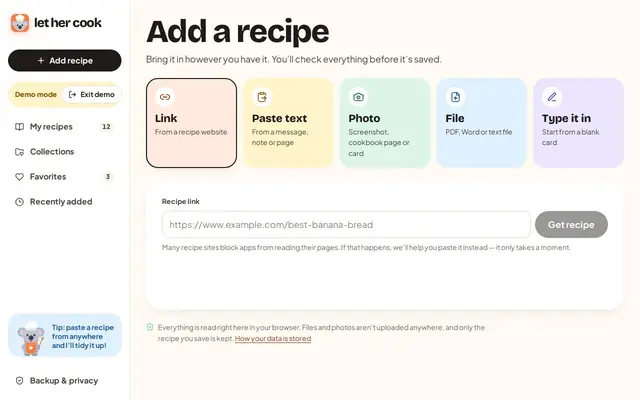 let her cook
Add recipe
Demo mode
Exit demo
My recipes 12
Collections
Favorites 3
Recently added
Tip: paste a recipe
from anywhere
and I'll tidy it up!
Backup & privacy
Add a recipe
Bring it in however you have it. You'll check everything before it's saved.
Link
From a recipe website
Paste text
From a message,
note or page
Photo
Screenshot,
cookbook page or
card
File
PDF, Word or text file
Type it in
Start from a blank
card
Recipe link
https://www.example.com/best-banana-bread
Get recipe
Many recipe sites block apps from reading their pages. If that happens, we'll help you paste it instead — it only takes a moment.
Everything is read right here in your browser. Files and photos aren't uploaded anywhere, and only the
recipe you save is kept. How your data is stored